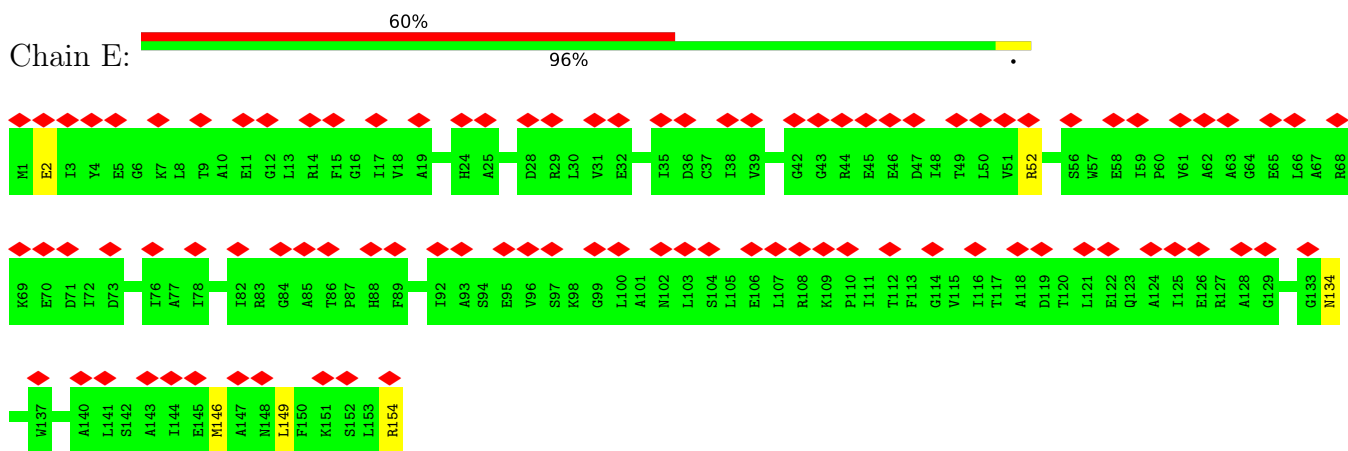 60%
Chain E:
96% •
M1 E2 I3 Y4 E5 G6 K7 L8 T9 A10 E11 G12 L13 R14 F15 G16 I17 V18 A19 H24 A25 D28 R29 L30 V31 E32 I35 D36 C37 I38 V39 G42 G43 R44 E45 E46 D47 I48 T49 L50 V51 R52 S56 W57 E58 I59 P60 V61 A62 A63 G64 E65 L66 A67 R68
K69 E70 D71 I72 D73 I76 A77 I78 I82 R83 G84 A85 T86 P87 H88 F89 I92 A93 S94 E95 V96 S97 K98 G99 L100 A101 N102 L103 S104 L105 E106 L107 R108 K109 P110 I111 T112 F113 G114 V115 I116 T117 A118 D119 T120 L121 E122 Q123 A124 I125 E126 R127 A128 G129 G133 N134
W137 A140 L141 S142 A143 I144 E145 M146 A147 N148 L149 F150 K151 S152 L153 R154